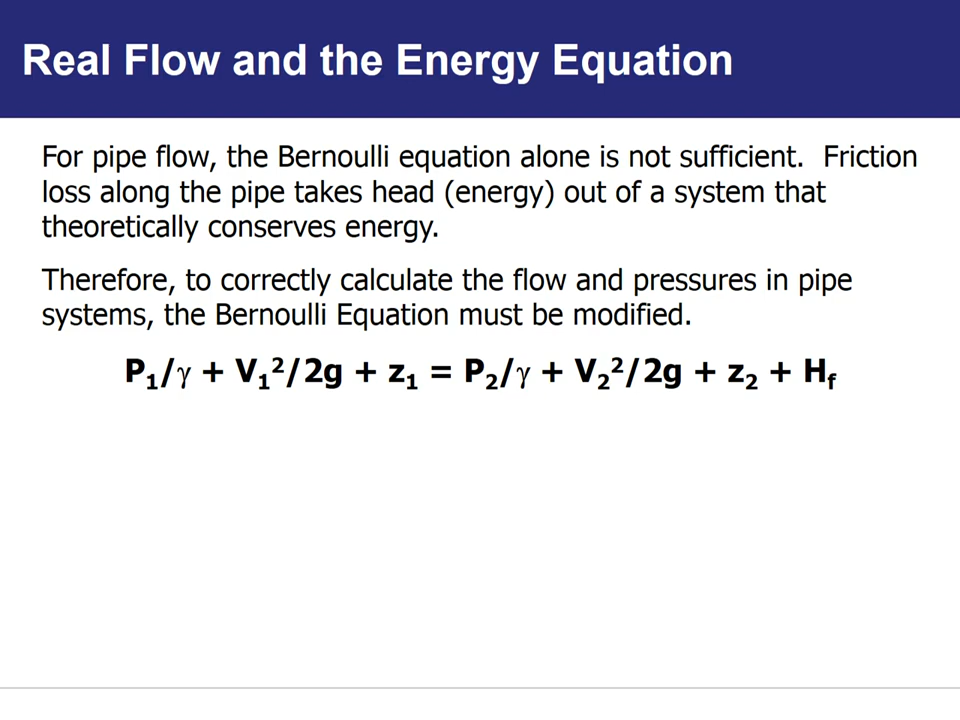 Real Flow and the Energy Equation
For pipe flow, the Bernoulli equation alone is not sufficient. Friction
loss along the pipe takes head (energy) out of a system that
theoretically conserves energy.
Therefore, to correctly calculate the flow and pressures in pipe
systems, the Bernoulli Equation must be modified.
P₁/γ + V₁²/2g + z₁ = P₂/γ + V₂²/2g + z₂ + H_f